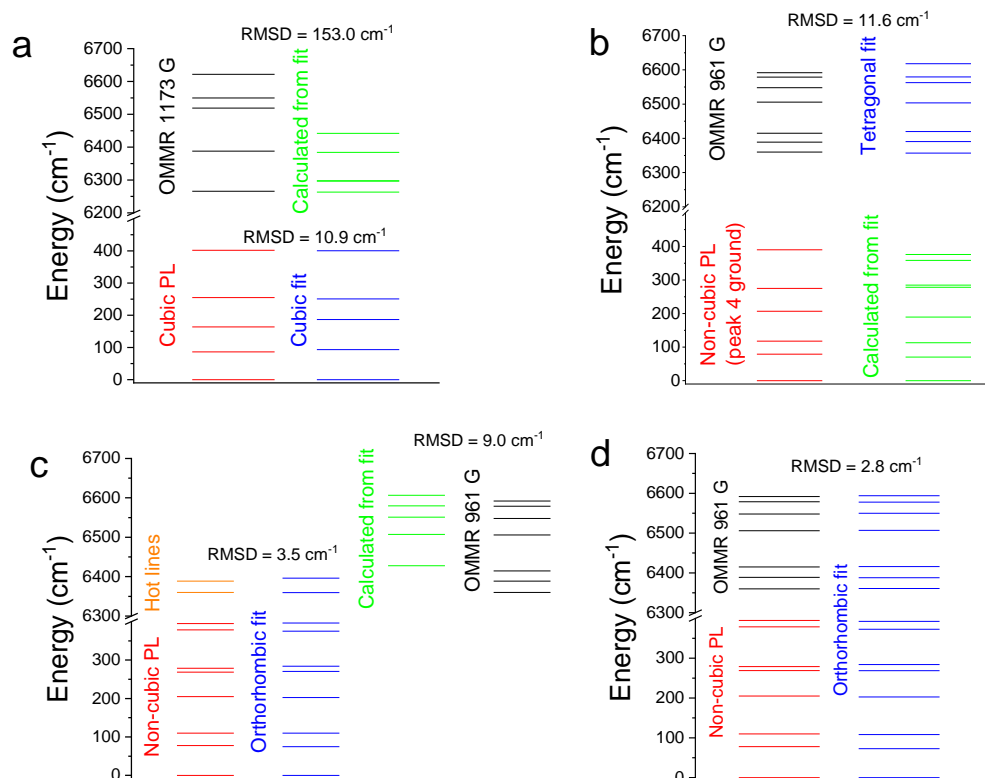 a
RMSD = 153.0 cm⁻¹
6700
6600
6500
6400
6300
6200
400
300
200
100
0
Energy (cm⁻¹)
OMMR 1173 G
Calculated from fit
RMSD = 10.9 cm⁻¹
Cubic PL
Cubic fit
b
RMSD = 11.6 cm⁻¹
6700
6600
6500
6400
6300
6200
400
300
200
100
0
Energy (cm⁻¹)
OMMR 961 G
Tetragonal fit
Non-cubic PL
(peak 4 ground)
Calculated from fit
c
RMSD = 9.0 cm⁻¹
6700
6600
6500
6400
6300
300
200
100
0
Energy (cm⁻¹)
Hot lines
RMSD = 3.5 cm⁻¹
Calculated from fit
OMMR 961 G
Non-cubic PL
Orthorhombic fit
d
RMSD = 2.8 cm⁻¹
6700
6600
6500
6400
6300
300
200
100
0
Energy (cm⁻¹)
OMMR 961 G
Orthorhombic fit
Non-cubic PL